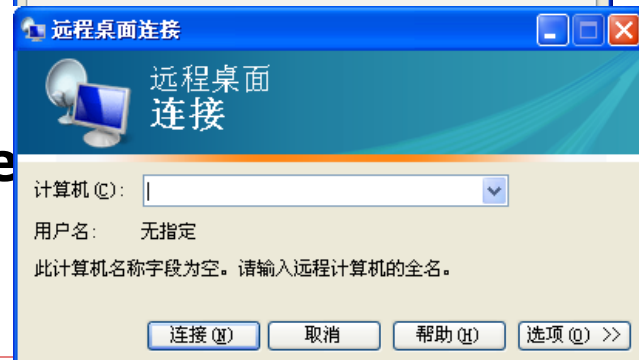 远程桌面连接
远程桌面
连接
e
计算机(C):
用户名: 无指定
此计算机名称字段为空。请输入远程计算机的全名。
连接(N) 取消 帮助(H) 选项(O) >>